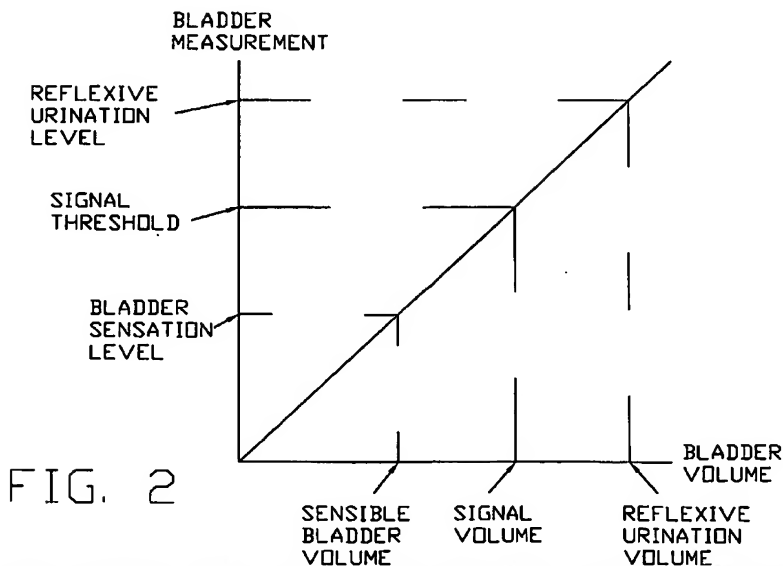 BLADDER
MEASUREMENT
REFLEXIVE
URINATION
LEVEL
SIGNAL
THRESHOLD
BLADDER
SENSATION
LEVEL
BLADDER
VOLUME
FIG. 2
SENSIBLE
BLADDER
VOLUME
SIGNAL
VOLUME
REFLEXIVE
URINATION
VOLUME